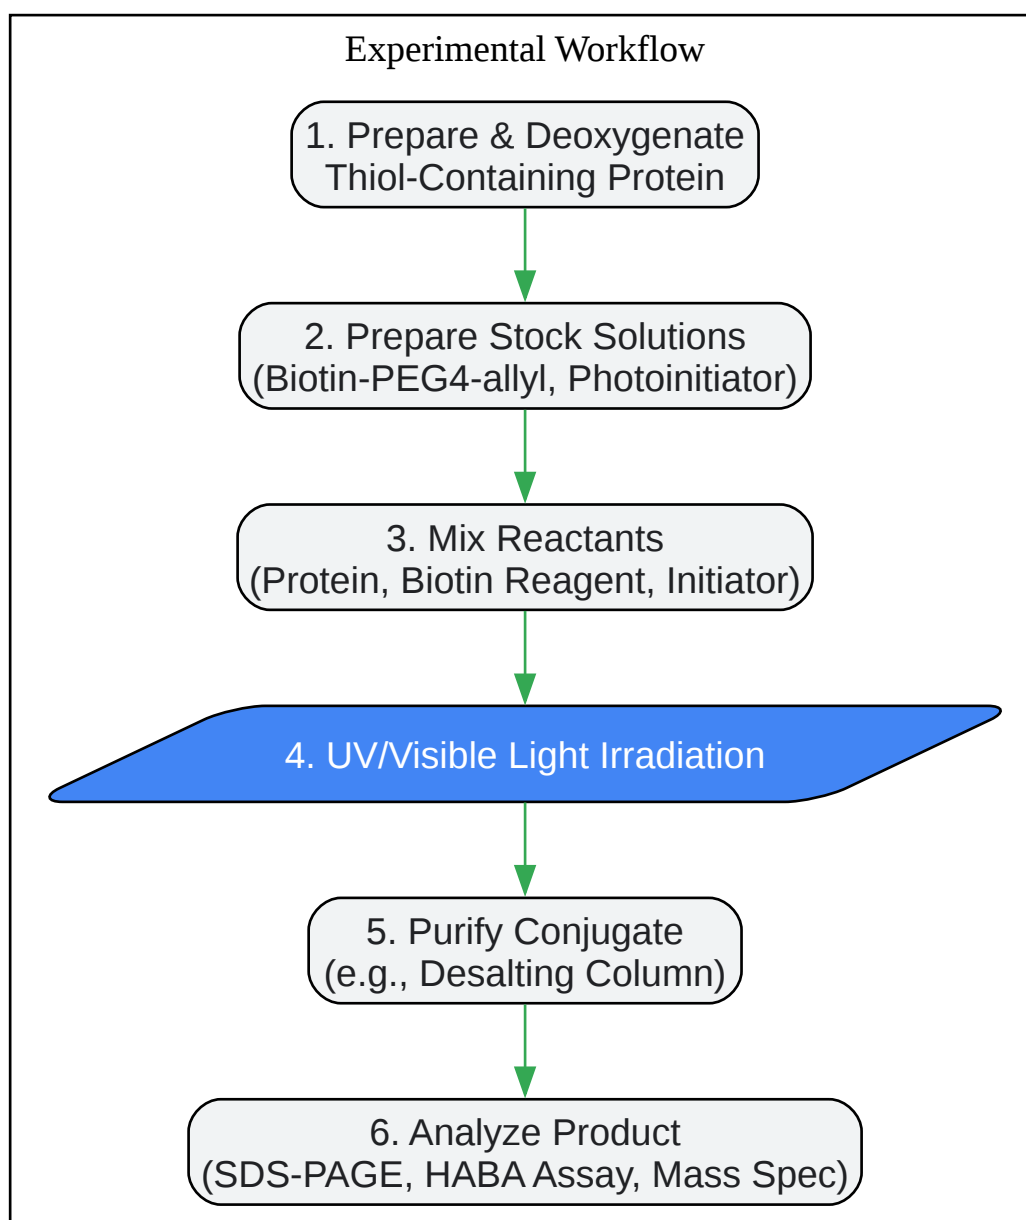 Experimental Workflow
1. Prepare & Deoxygenate
Thiol-Containing Protein
2. Prepare Stock Solutions
(Biotin-PEG4-allyl, Photoinitiator)
3. Mix Reactants
(Protein, Biotin Reagent, Initiator)
4. UV/Visible Light Irradiation
5. Purify Conjugate
(e.g., Desalting Column)
6. Analyze Product
(SDS-PAGE, HABA Assay, Mass Spec)